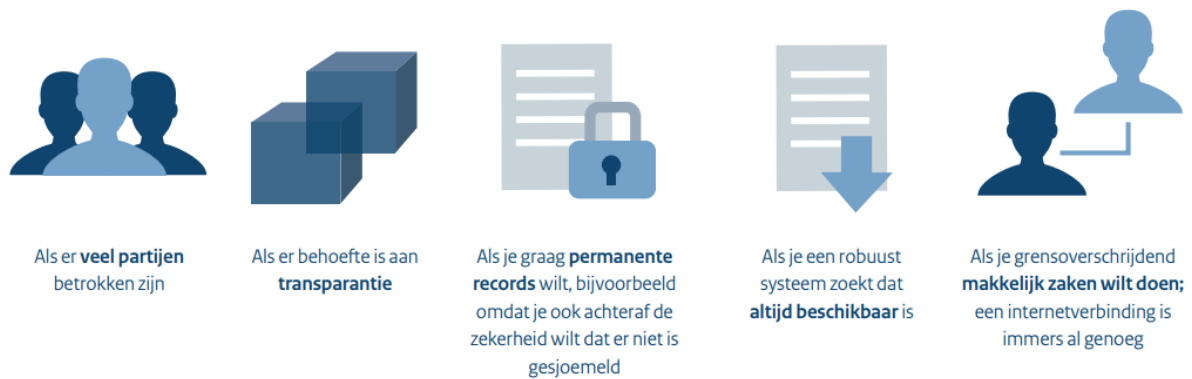 Als er veel partijen
betrokken zijn
Als er behoefte is aan
transparantie
Als je graag permanente
records wilt, bijvoorbeeld
omdat je ook achteraf de
zekerheid wilt dat er niet is
gesjoemeld
Als je een robuust
systeem zoekt dat
altijd beschikbaar is
Als je grensoverschrijdend
makkelijk zaken wilt doen;
een internetverbinding is
immers al genoeg